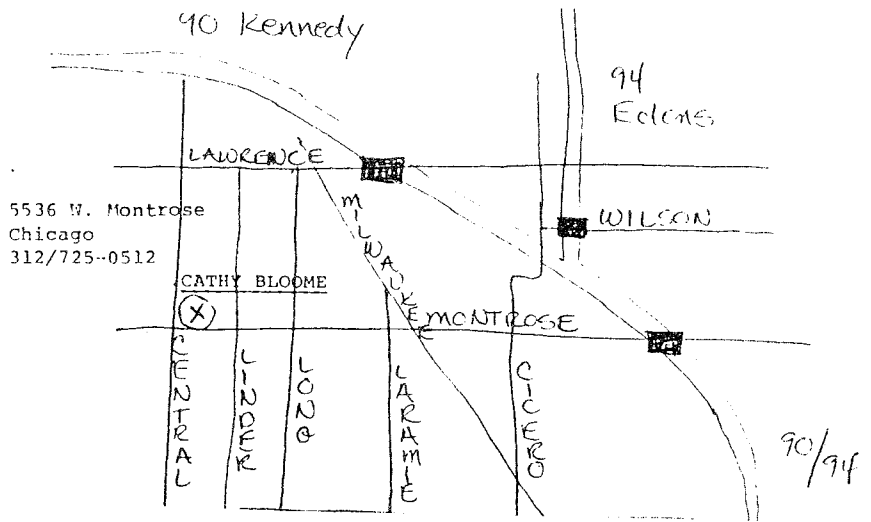 90 Kennedy
94
Edens
LAWRENCE
5536 W. Montrose
Chicago
312/725-0512
MILWAUKEE
WILSON
CATHY BLOOME
X
MONTROSE
CENTRAL
LINDER
LONG
LARAMIE
CICERO
90/94